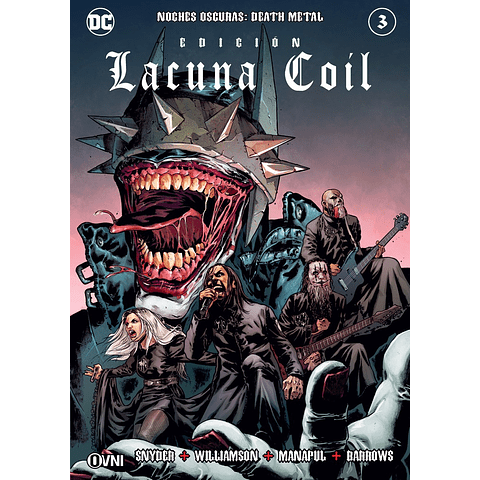 DC
NOCHES OSCURAS: DEATH METAL
3
EDICIÓN
Lacuna Coil
OVNI
SNYDER + WILLIAMSON + MANAPUL + BARROWS